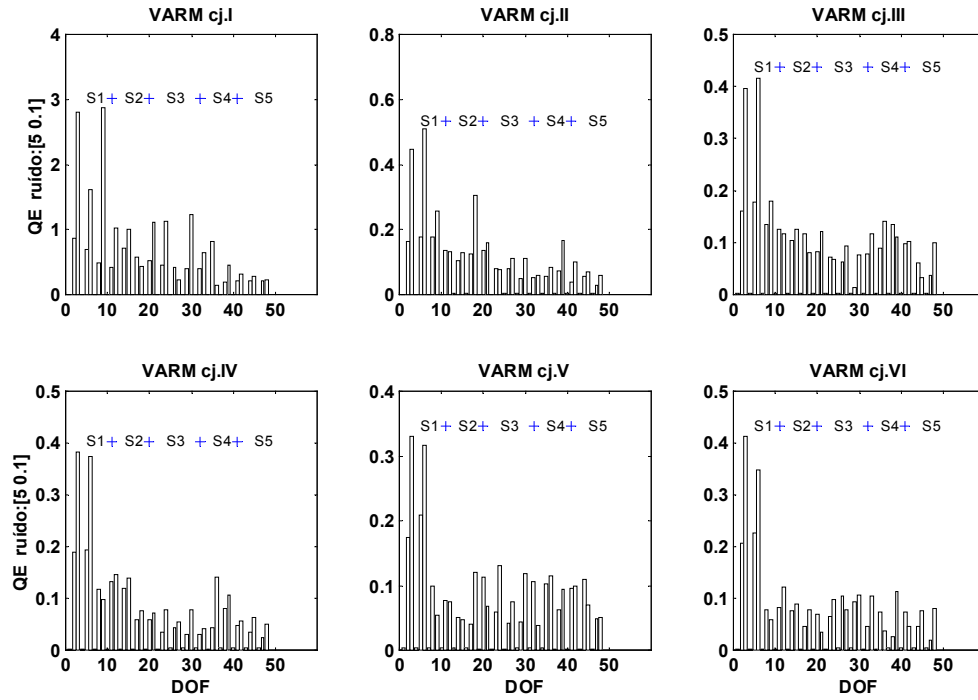 VARM cj.I
VARM cj.II
VARM cj.III
QE ruído:[5 0.1]
4
3
2
1
0
S1+ S2+ S3 + S4+ S5
0 10 20 30 40 50
0.8
0.6
0.4
0.2
0
S1+ S2+ S3 + S4+ S5
0 10 20 30 40 50
0.5
0.4
0.3
0.2
0.1
0
S1+ S2+ S3 + S4+ S5
0 10 20 30 40 50
VARM cj.IV
VARM cj.V
VARM cj.VI
QE ruído:[5 0.1]
0.5
0.4
0.3
0.2
0.1
0
S1+ S2+ S3 + S4+ S5
0 10 20 30 40 50
DOF
0.4
0.3
0.2
0.1
0
S1+ S2+ S3 + S4+ S5
0 10 20 30 40 50
DOF
0.5
0.4
0.3
0.2
0.1
0
S1+ S2+ S3 + S4+ S5
0 10 20 30 40 50
DOF